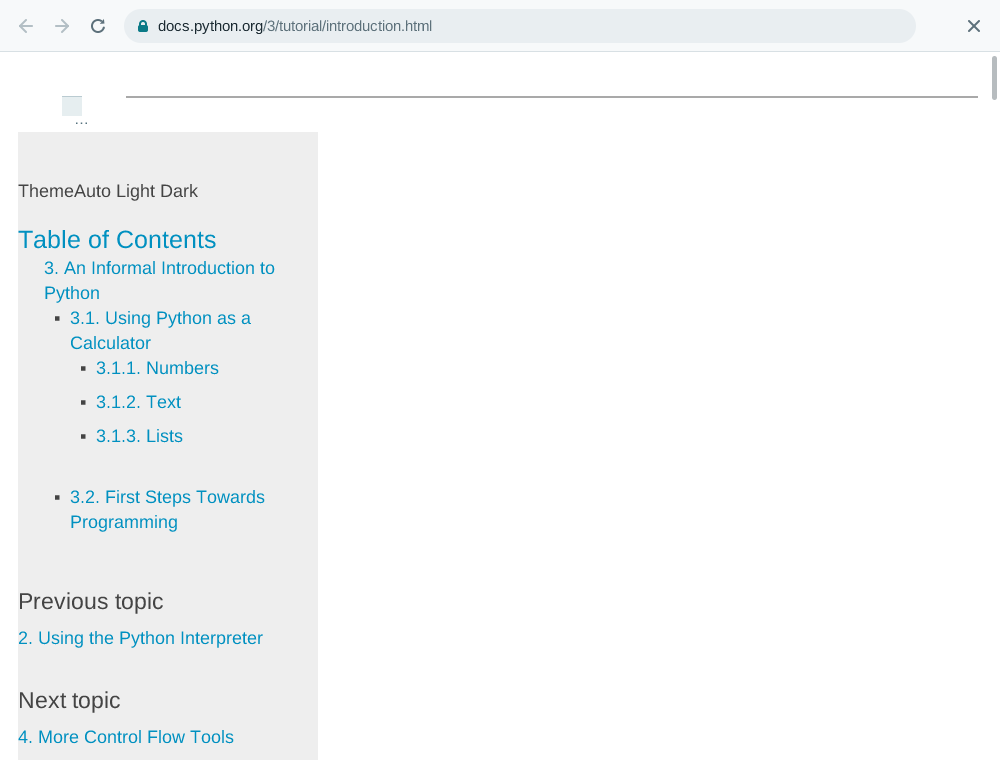 docs.python.org/3/tutorial/introduction.html
...
ThemeAuto Light Dark
Table of Contents
3. An Informal Introduction to
Python
3.1. Using Python as a
Calculator
3.1.1. Numbers
3.1.2. Text
3.1.3. Lists
3.2. First Steps Towards
Programming
Previous topic
2. Using the Python Interpreter
Next topic
4. More Control Flow Tools